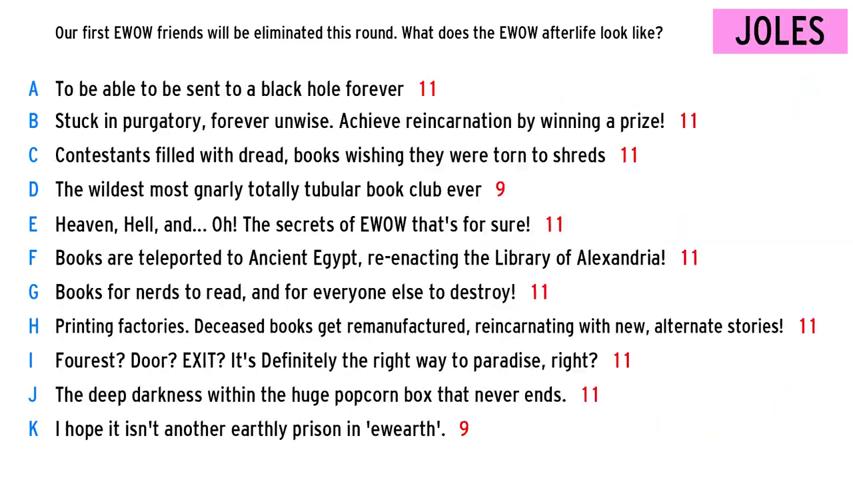 Our first EWOW friends will be eliminated this round. What does the EWOW afterlife look like?
JOLES
A To be able to be sent to a black hole forever 11
B Stuck in purgatory, forever unwise. Achieve reincarnation by winning a prize! 11
C Contestants filled with dread, books wishing they were torn to shreds 11
D The wildest most gnarly totally tubular book club ever 9
E Heaven, Hell, and... Oh! The secrets of EWOW that's for sure! 11
F Books are teleported to Ancient Egypt, re-enacting the Library of Alexandria! 11
G Books for nerds to read, and for everyone else to destroy! 11
H Printing factories. Deceased books get remanufactured, reincarnating with new, alternate stories! 11
I Fourest? Door? EXIT? It's Definitely the right way to paradise, right? 11
J The deep darkness within the huge popcorn box that never ends. 11
K I hope it isn't another earthly prison in 'ewearth'. 9